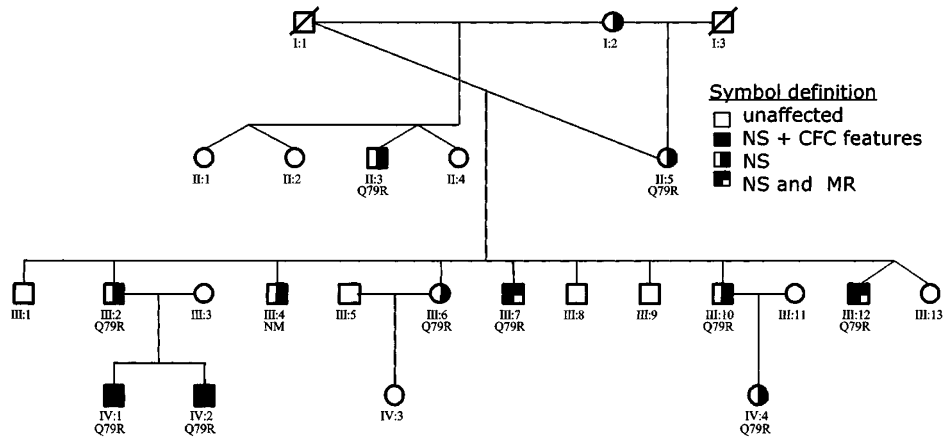 I:1 I:2 I:3
Symbol definition
unaffected
NS + CFC features
NS
NS and MR
II:1 II:2 II:3 II:4 II:5
Q79R Q79R
III:1 III:2 III:3 III:4 III:5 III:6 III:7 III:8 III:9 III:10 III:11 III:12 III:13
Q79R NM Q79R Q79R Q79R Q79R
IV:1 IV:2 IV:3 IV:4
Q79R Q79R Q79R